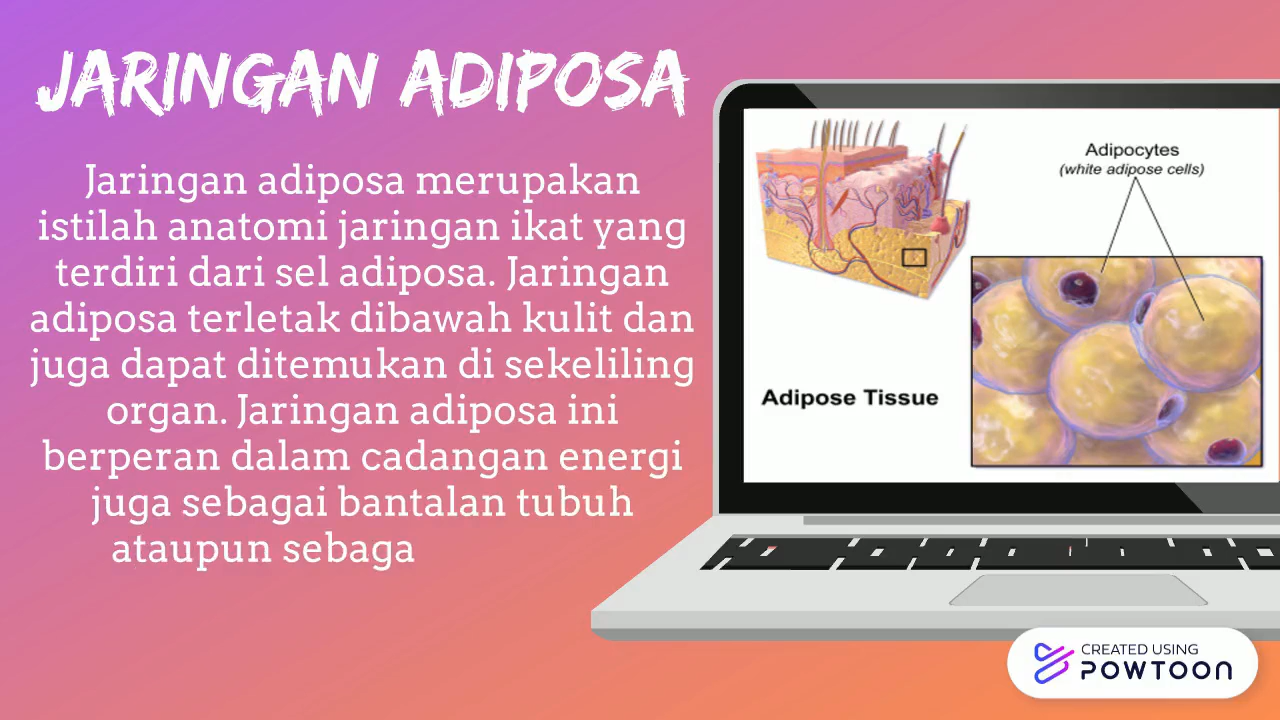 JARINGAN ADIPOSA
Jaringan adiposa merupakan
istilah anatomi jaringan ikat yang
terdiri dari sel adiposa. Jaringan
adiposa terletak dibawah kulit dan
juga dapat ditemukan di sekeliling
organ. Jaringan adiposa ini
berperan dalam cadangan energi
juga sebagai bantalan tubuh
ataupun sebaga
Adipocytes
(white adipose cells)
Adipose Tissue
CREATED USING
POWTOON